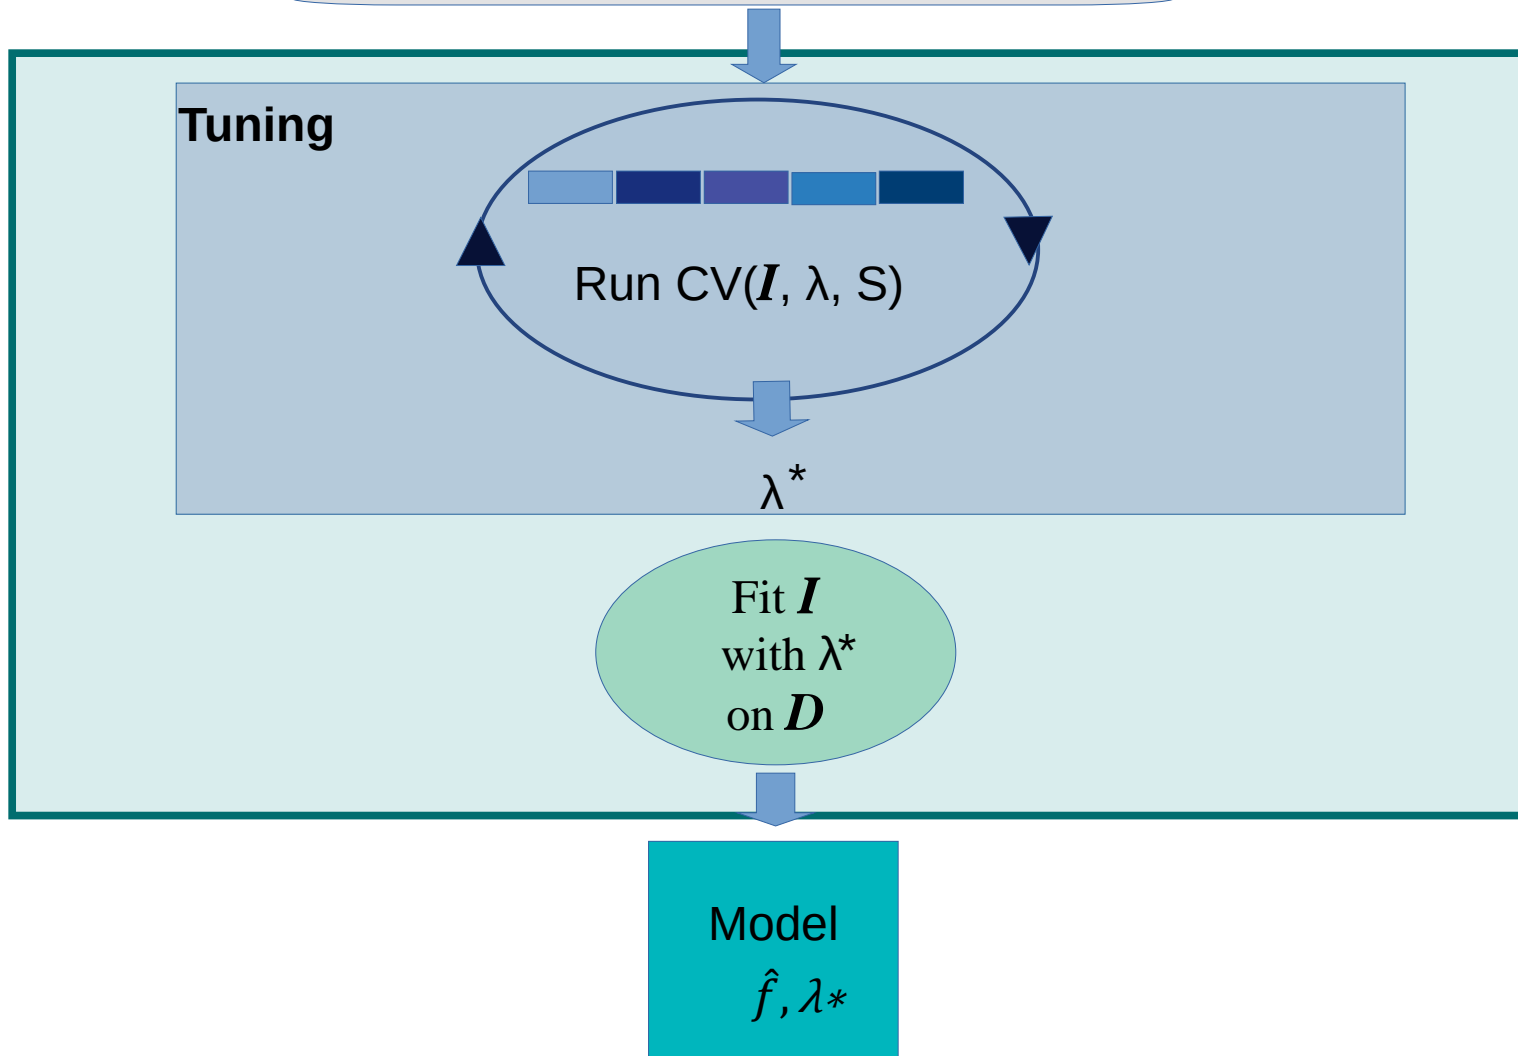 Tuning
Run CV(I, λ, S)
λ*
Fit I
with λ*
on D
Model
f̂, λ*